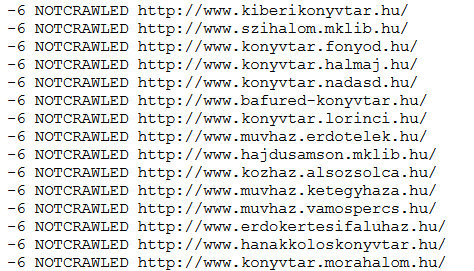 -6 NOTCRAWLED http://www.kiberikonyvtar.hu/
-6 NOTCRAWLED http://www.szihalom.mklib.hu/
-6 NOTCRAWLED http://www.konyvtar.fonyod.hu/
-6 NOTCRAWLED http://www.konyvtar.halmaj.hu/
-6 NOTCRAWLED http://www.konyvtar.nadasd.hu/
-6 NOTCRAWLED http://www.bafured-konyvtar.hu/
-6 NOTCRAWLED http://www.konyvtar.lorinci.hu/
-6 NOTCRAWLED http://www.muvhaz.erdotelek.hu/
-6 NOTCRAWLED http://www.hajdusamson.mklib.hu/
-6 NOTCRAWLED http://www.kozhaz.alsozsolca.hu/
-6 NOTCRAWLED http://www.muvhaz.ketegyhaza.hu/
-6 NOTCRAWLED http://www.muvhaz.vamospercs.hu/
-6 NOTCRAWLED http://www.erdokertesifaluhaz.hu/
-6 NOTCRAWLED http://www.hanakkoloskonyvtar.hu/
-6 NOTCRAWLED http://www.konyvtar.morahalom.hu/